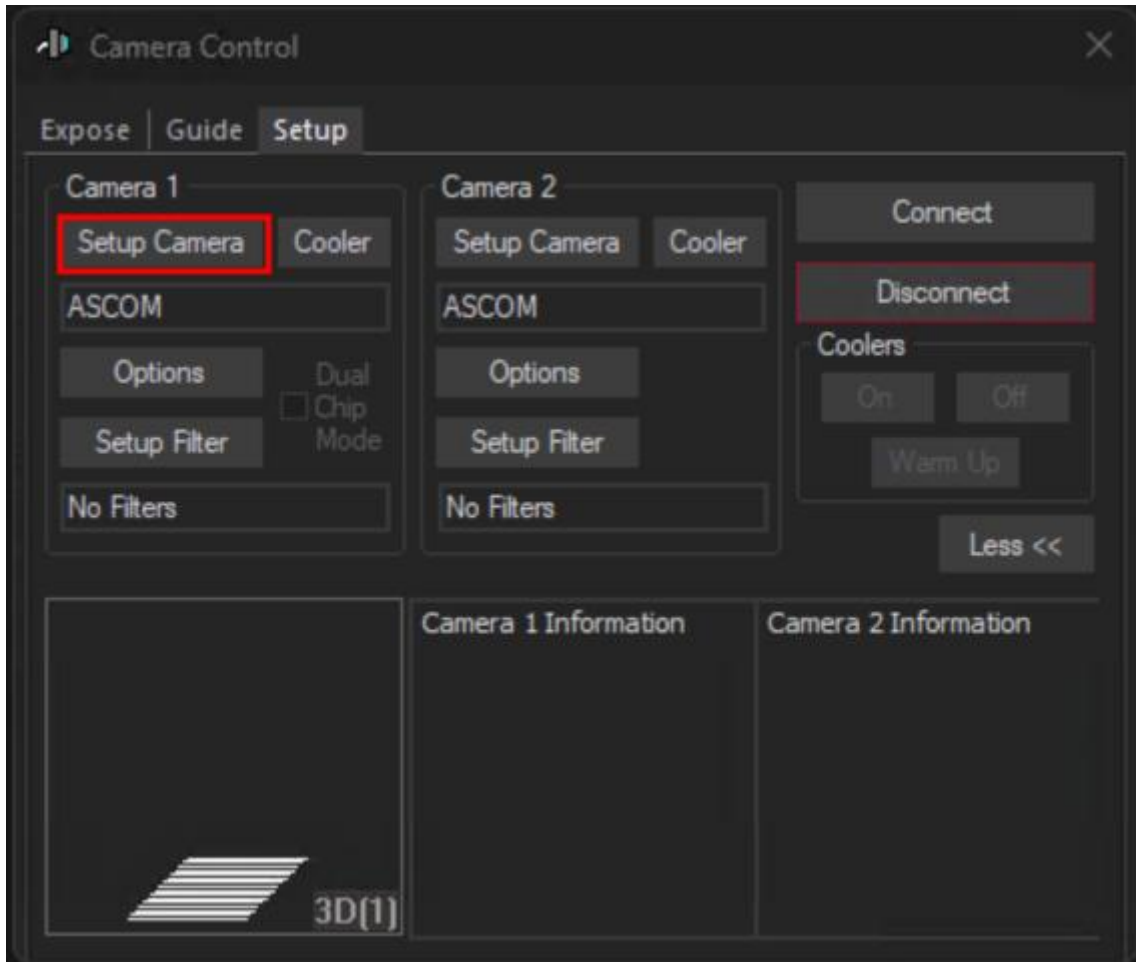 Camera Control
Expose Guide Setup
Camera 1
Setup Camera Cooler
ASCOM
Options
Dual Chip Mode
Setup Filter
No Filters
Camera 2
Setup Camera Cooler
ASCOM
Options
Setup Filter
No Filters
Connect
Disconnect
Coolers
On Off
Warm Up
Less <<
3D(1)
Camera 1 Information
Camera 2 Information